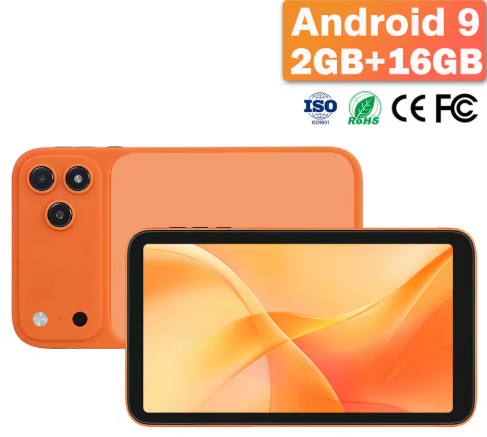 Android 9
2GB+16GB
ISO RoHS CE FC
ISO9001